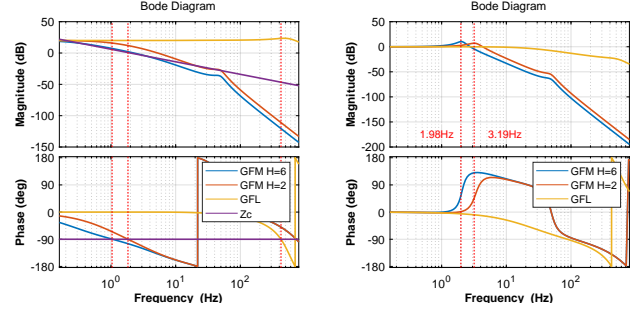 Bode Diagram
50
0
-50
-100
-150
Magnitude (dB)
180
90
0
-90
-180
Phase (deg)
GFM H=6
GFM H=2
GFL
Zc
10^0
10^1
10^2
Frequency (Hz)
Bode Diagram
50
0
-50
-100
-150
-200
Magnitude (dB)
1.98Hz
3.19Hz
180
90
0
-90
-180
Phase (deg)
GFM H=6
GFM H=2
GFL
10^0
10^1
10^2
Frequency (Hz)